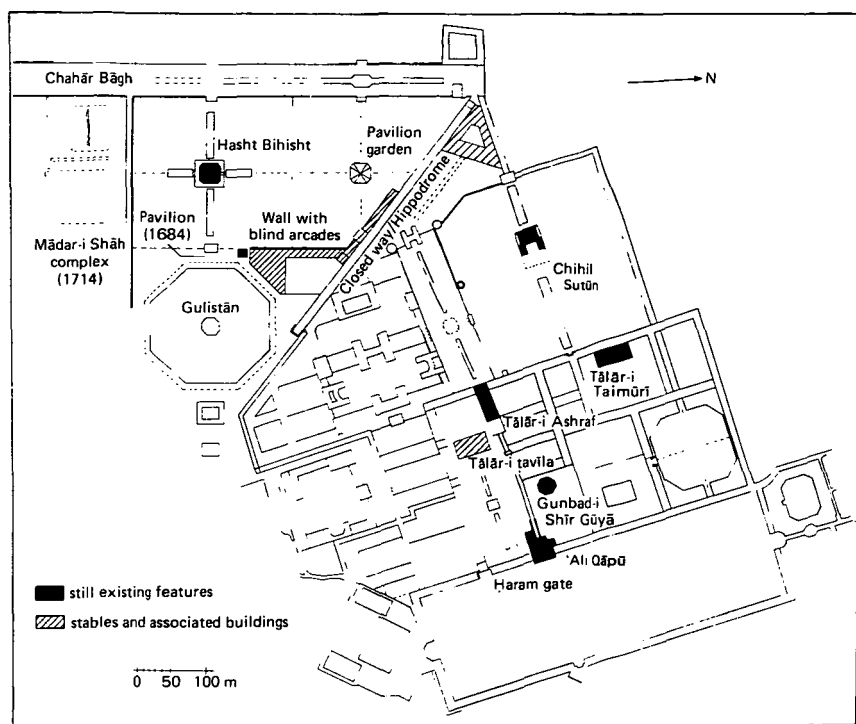 Chahār Bāgh
N
Hasht Bihisht
Pavilion
garden
Pavilion
(1684)
Wall with
blind arcades
Closed way/Hippodrome
Mādar-i Shāh
complex
(1714)
Gulistān
Chihil
Sutūn
Tālār-i
Taimūrī
Tālār-i Ashraf
Tālār-i tavīla
Gunbad-i
Shīr Gūyā
'Alī Qāpū
Haram gate
still existing features
stables and associated buildings
0 50 100 m